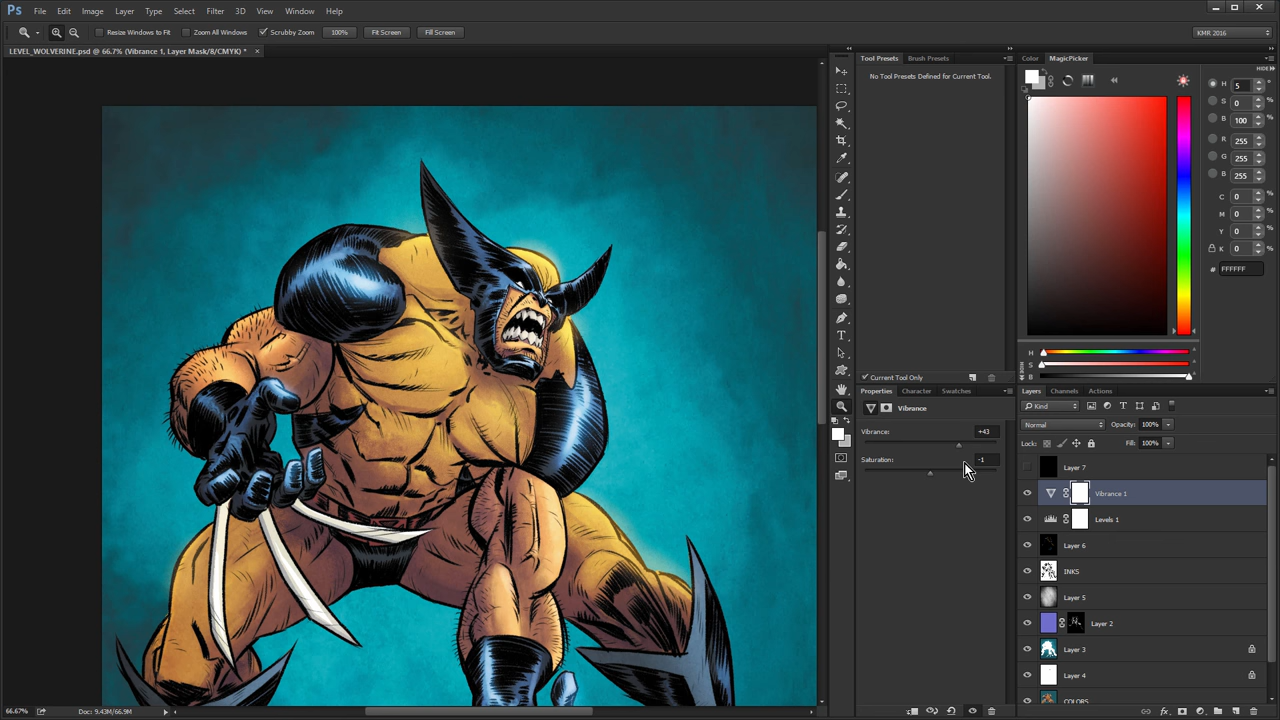 Ps File Edit Image Layer Type Select Filter 3D View Window Help
Resize Windows to Fit Zoom All Windows Scrubby Zoom 100% Fit Screen Fill Screen KMR 2016
LEVEL_WOLVERINE.psd @ 66.7% (Vibrance 1, Layer Mask/8/CMYK) * ×
Tool Presets Brush Presets
No Tool Presets Defined for Current Tool.
Current Tool Only
Color MagicPicker
HIDE
H 5 °
S 0 %
B 100 %
R 255
G 255
B 255
C 0 %
M 0 %
Y 0 %
K 0 %
# FFFFFF
H
S
B
Properties Character Swatches
Vibrance
Vibrance: +43
Saturation: -1
Layers Channels Actions
Kind
Normal Opacity: 100%
Lock: Fill: 100%
Layer 7
Vibrance 1
Levels 1
Layer 6
INKS
Layer 5
Layer 2
Layer 3
Layer 4
COLORS
66.67% Doc: 9.43M/66.9M